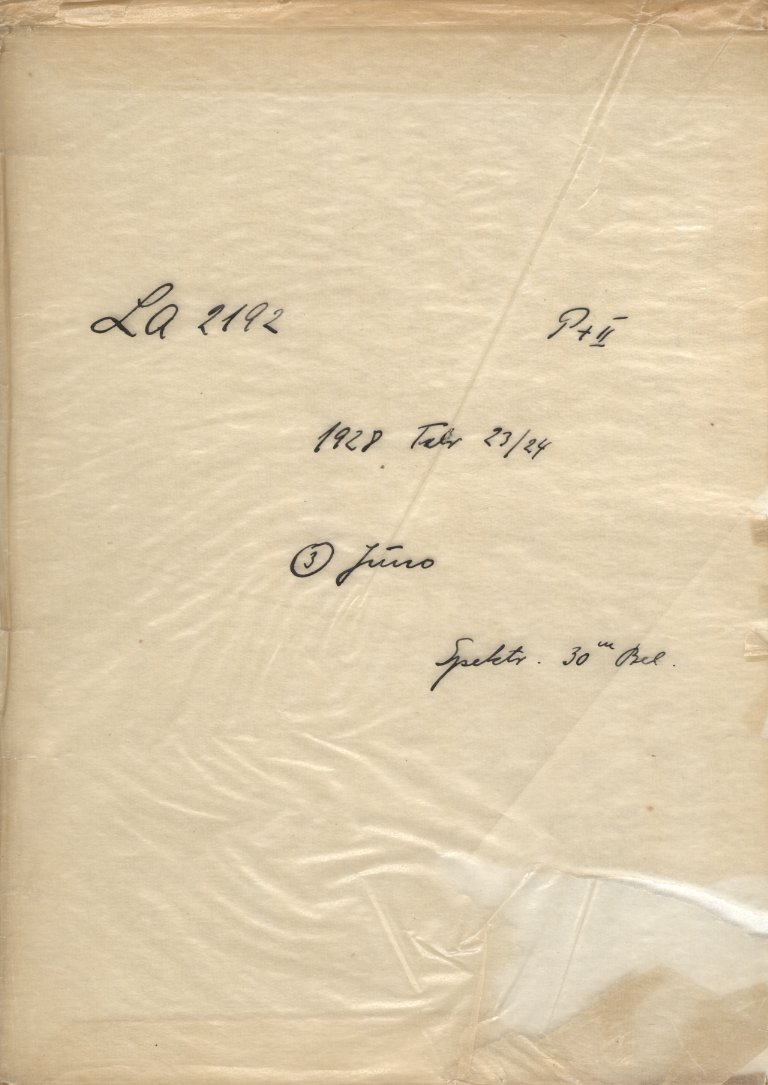 LA 2192 P+II
1928 Febr 23/24
③ Juno
Spektr. 30ᵐ Bel.